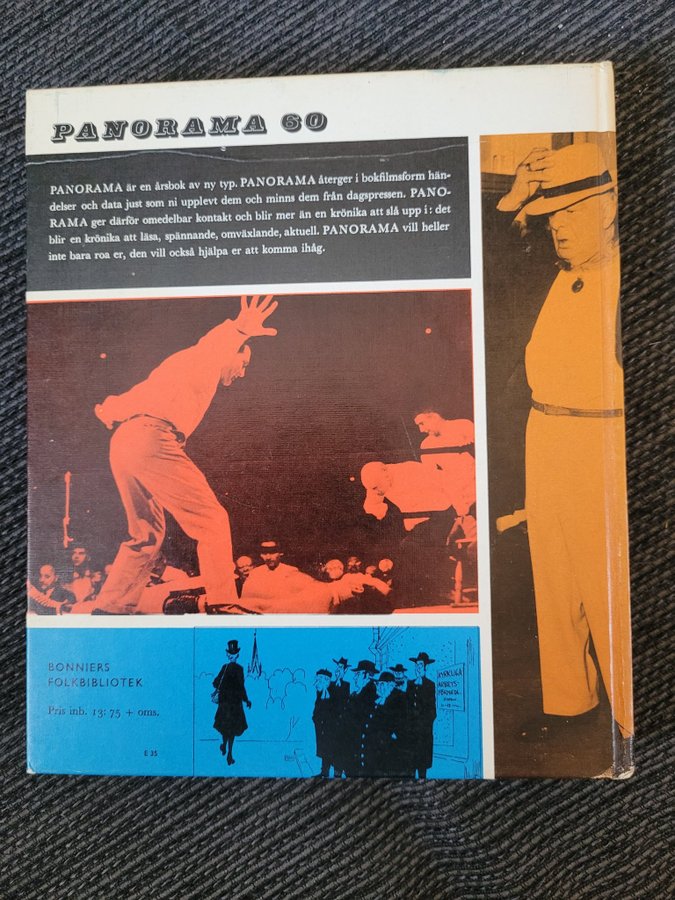 PANORAMA 60
PANORAMA är en årsbok av ny typ. PANORAMA återger i bokfilmsform hän-
delser och data just som ni upplevt dem och minns dem från dagspressen. PANO-
RAMA ger därför omedelbar kontakt och blir mer än en krönika att slå upp i: det
blir en krönika att läsa, spännande, omväxlande, aktuell. PANORAMA vill heller
inte bara roa er, den vill också hjälpa er att komma ihåg.
BONNIERS
FOLKBIBLIOTEK
Pris inb. 13:75 + oms.
E 35
KYRKLIGA
ARBETS-